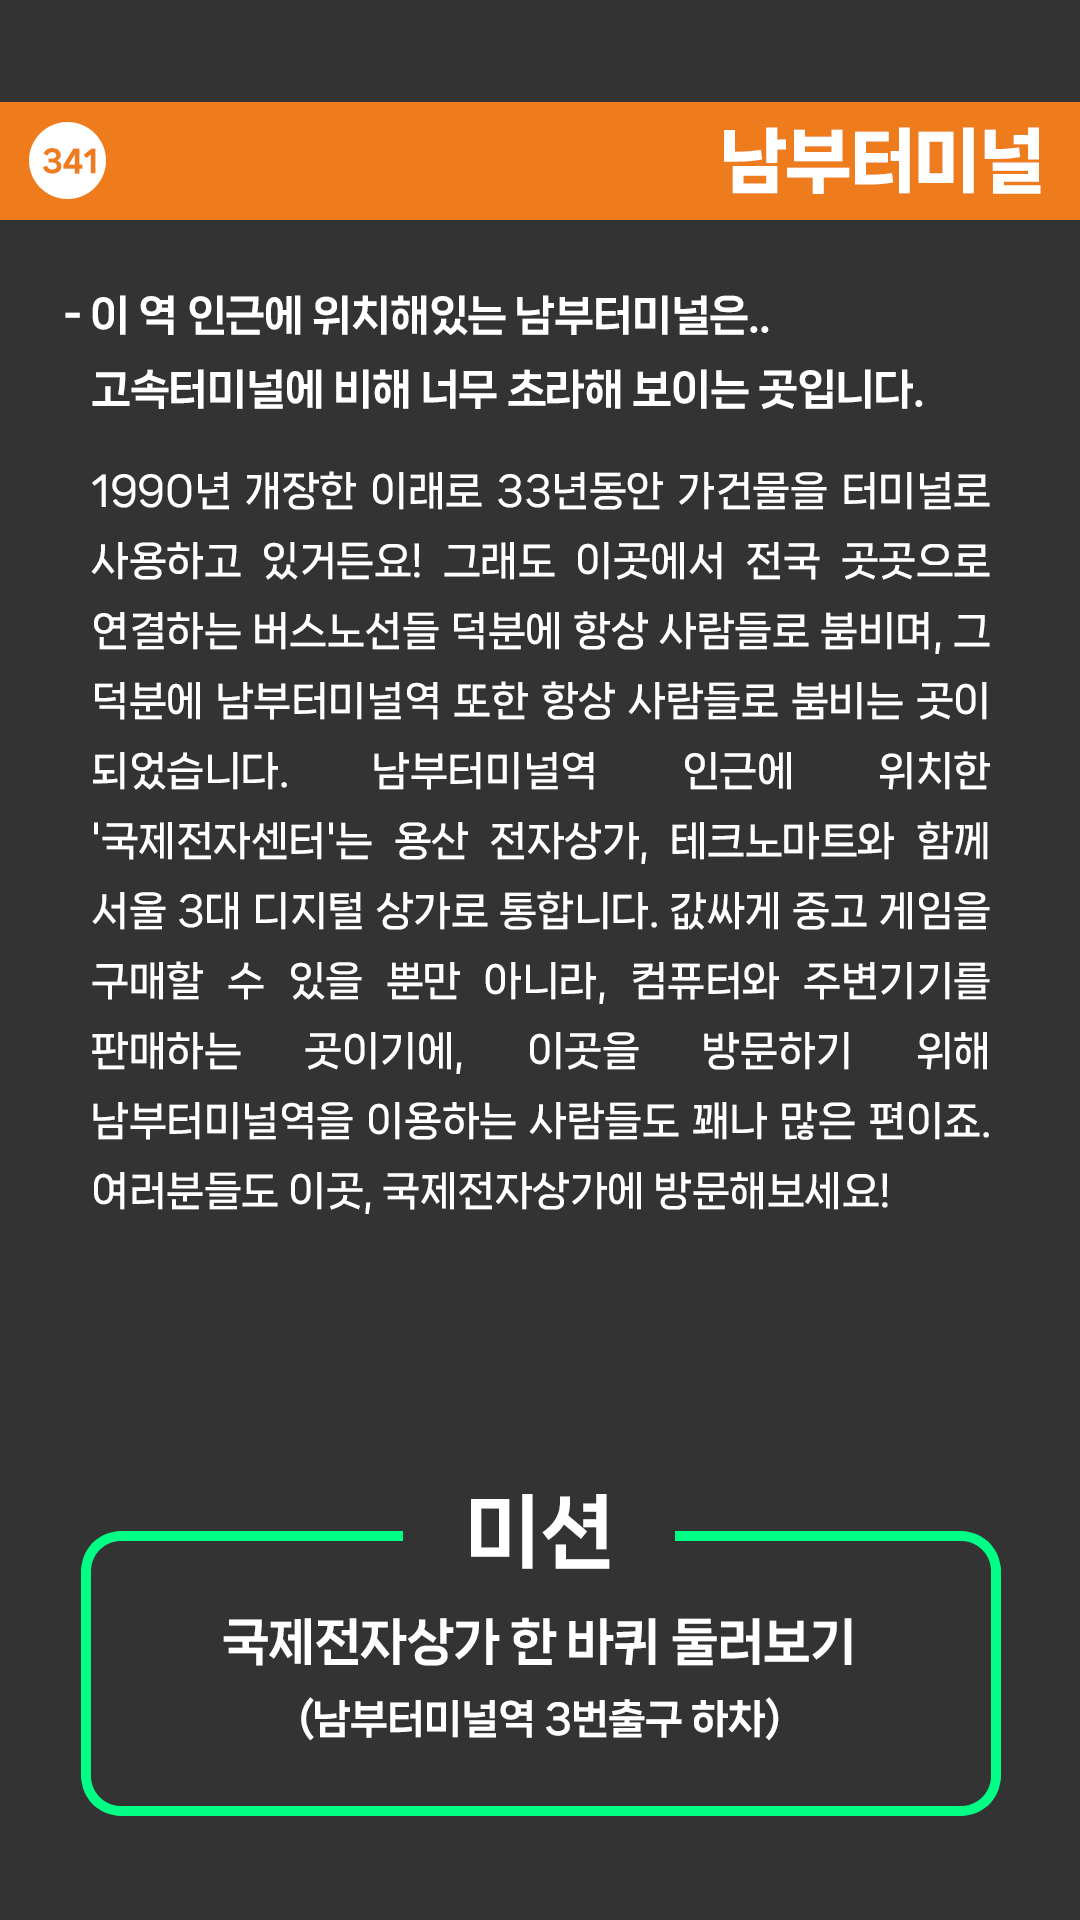 341
남부터미널
- 이 역 인근에 위치해있는 남부터미널은..
고속터미널에 비해 너무 초라해 보이는 곳입니다.
1990년 개장한 이래로 33년동안 가건물을 터미널로
사용하고 있거든요! 그래도 이곳에서 전국 곳곳으로
연결하는 버스노선들 덕분에 항상 사람들로 붐비며, 그
덕분에 남부터미널역 또한 항상 사람들로 붐비는 곳이
되었습니다. 남부터미널역 인근에 위치한
'국제전자센터'는 용산 전자상가, 테크노마트와 함께
서울 3대 디지털 상가로 통합니다. 값싸게 중고 게임을
구매할 수 있을 뿐만 아니라, 컴퓨터와 주변기기를
판매하는 곳이기에, 이곳을 방문하기 위해
남부터미널역을 이용하는 사람들도 꽤나 많은 편이죠.
여러분들도 이곳, 국제전자상가에 방문해보세요!
미션
국제전자상가 한 바퀴 둘러보기
(남부터미널역 3번출구 하차)